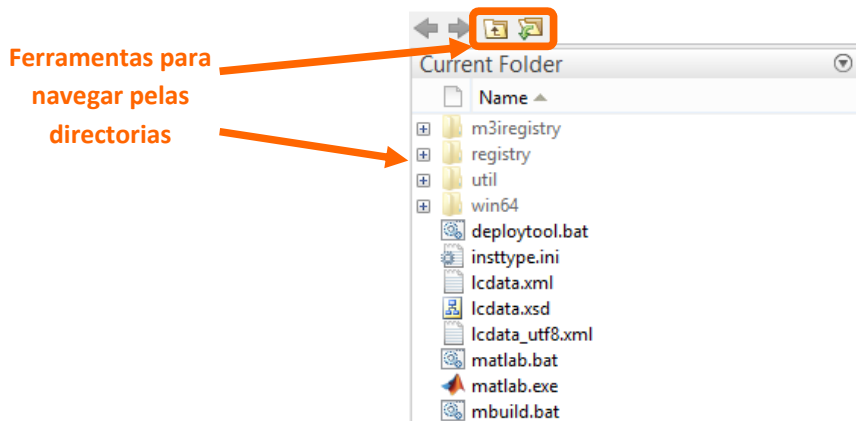 Ferramentas para
navegar pelas
directorias
Current Folder
Name
m3iregistry
registry
util
win64
deploytool.bat
insttype.ini
lcdata.xml
lcdata.xsd
lcdata_utf8.xml
matlab.bat
matlab.exe
mbuild.bat